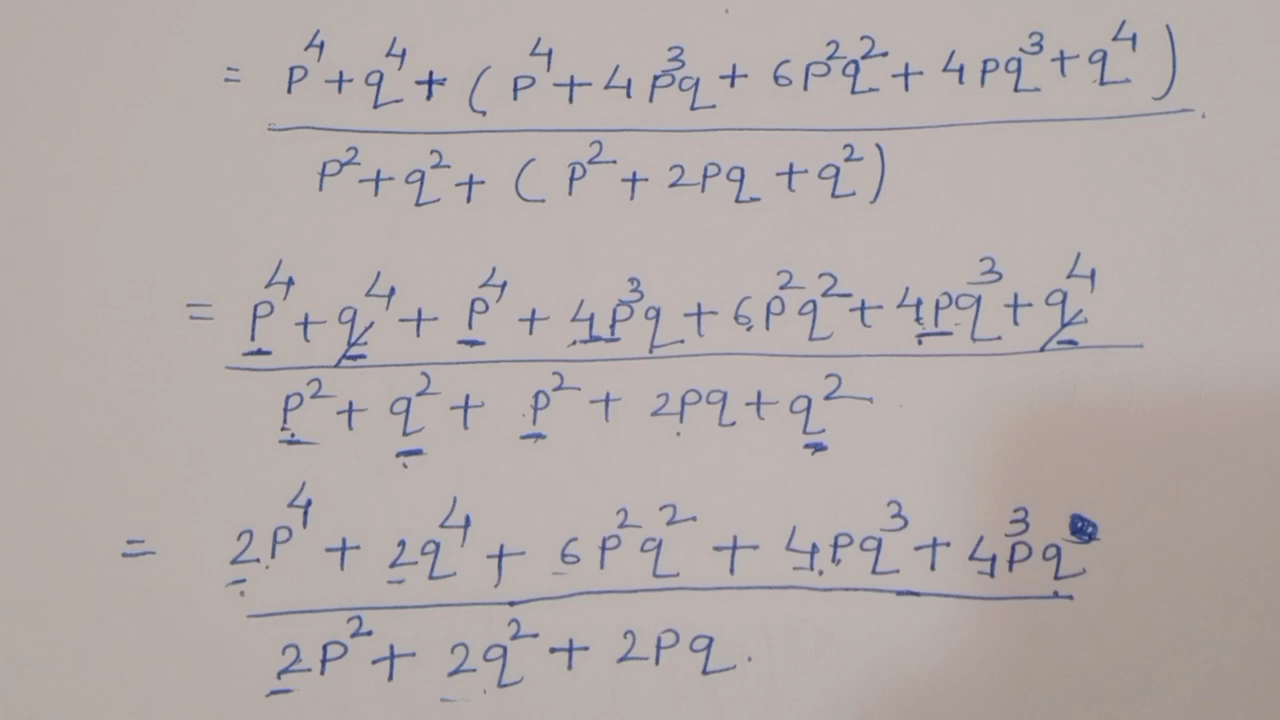 = p⁴ + q⁴ + ( p⁴ + 4p³q + 6p²q² + 4pq³ + q⁴ )
p² + q² + ( p² + 2pq + q² )
= p⁴ + q⁴ + p⁴ + 4p³q + 6p²q² + 4pq³ + q⁴
p² + q² + p² + 2pq + q²
= 2p⁴ + 2q⁴ + 6p²q² + 4pq³ + 4p³q
2p² + 2q² + 2pq.